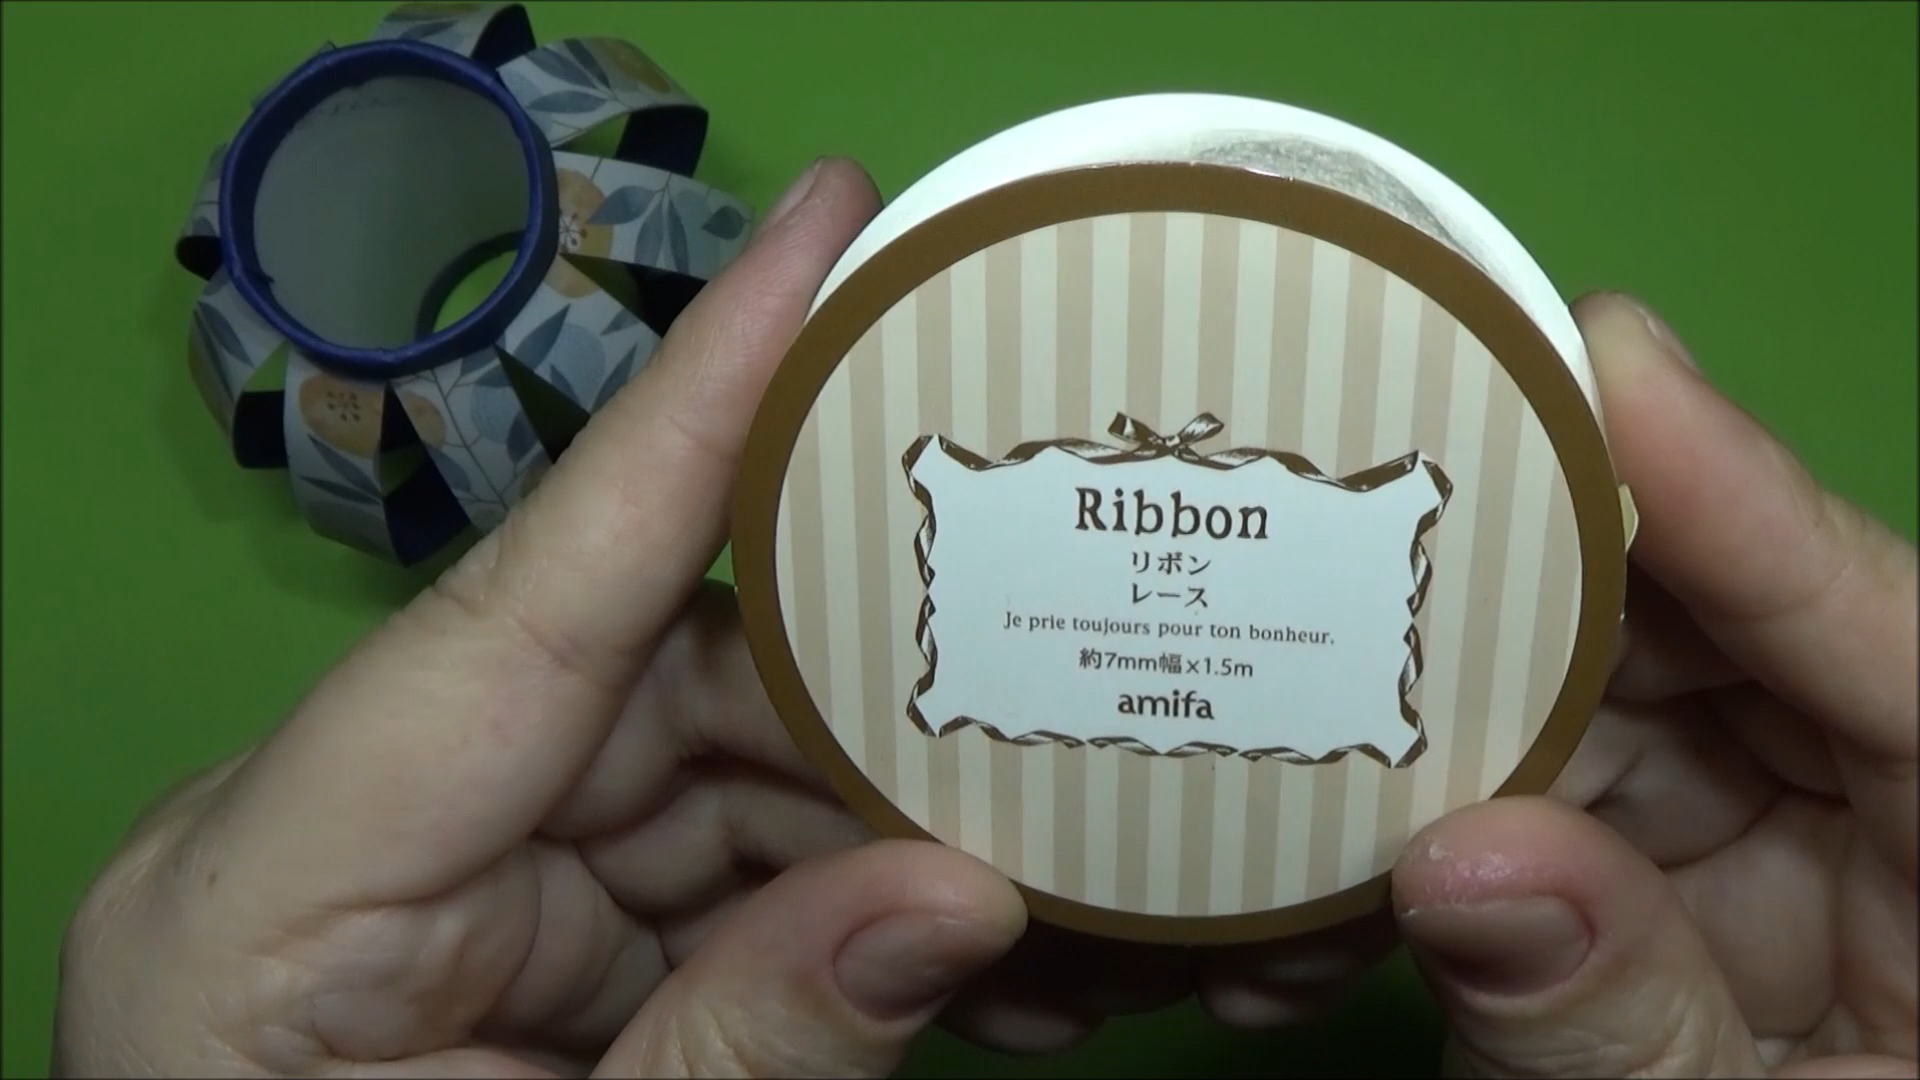 Ribbon
リボン
レース
Je prie toujours pour ton bonheur.
約7mm幅×1.5m
amifa